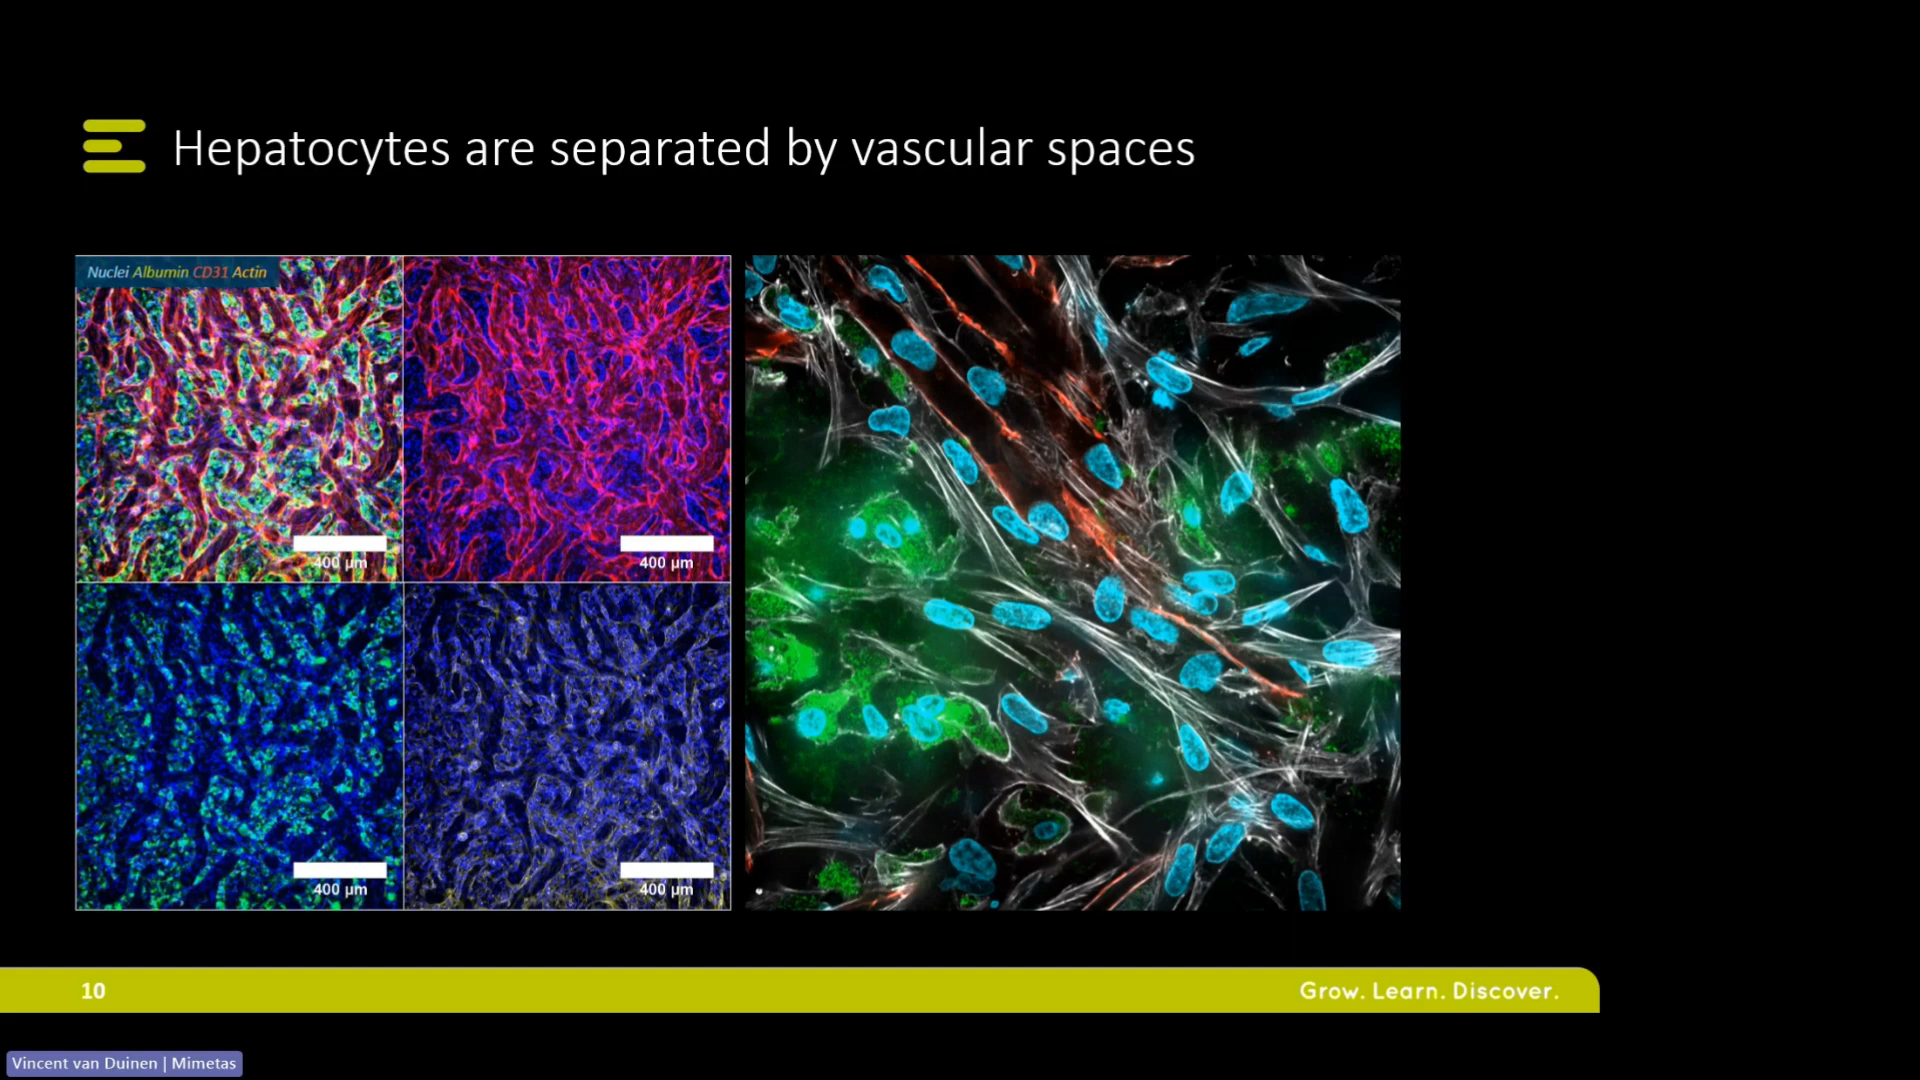 Hepatocytes are separated by vascular spaces
Nuclei Albumin CD31 Actin
400 µm
400 µm
400 µm
400 µm
10
Grow. Learn. Discover.
Vincent van Duinen | Mimetas